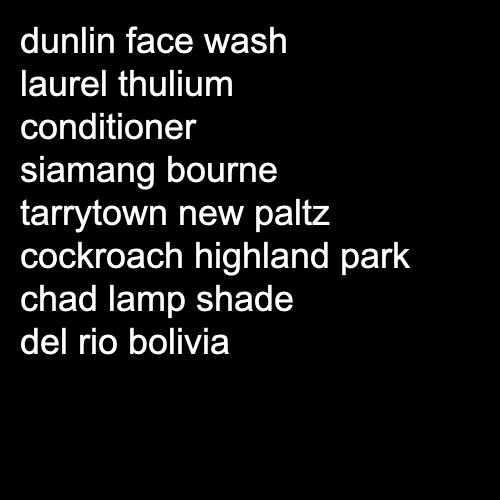 dunlin face wash
laurel thulium
conditioner
siamang bourne
tarrytown new paltz
cockroach highland park
chad lamp shade
del rio bolivia